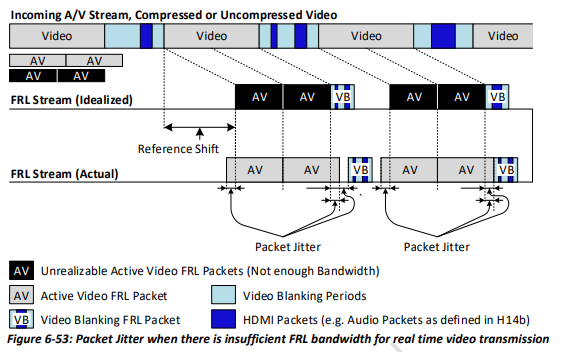 Incoming A/V Stream, Compressed or Uncompressed Video
Video Video Video Video
AV AV
AV AV
AV AV VB AV AV VB
FRL Stream (Idealized)
Reference Shift
AV AV VB AV AV VB
FRL Stream (Actual)
Packet Jitter Packet Jitter
AV Unrealizable Active Video FRL Packets (Not enough Bandwidth)
AV Active Video FRL Packet Video Blanking Periods
VB Video Blanking FRL Packet HDMI Packets (e.g. Audio Packets as defined in H14b)
Figure 6-53: Packet Jitter when there is insufficient FRL bandwidth for real time video transmission